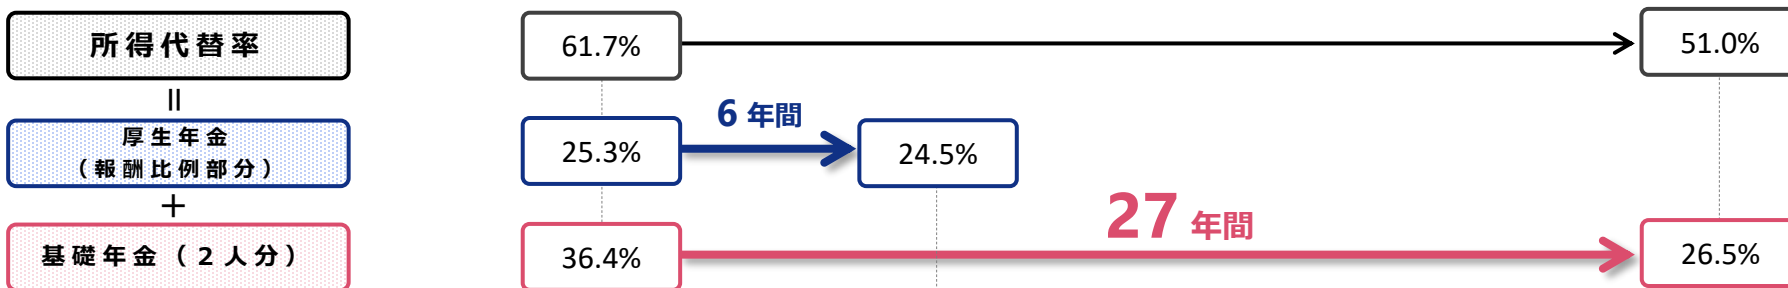 所得代替率
61.7%
51.0%
=
厚生年金
（報酬比例部分）
25.3%
6 年間
24.5%
+
基礎年金（２人分）
36.4%
27 年間
26.5%